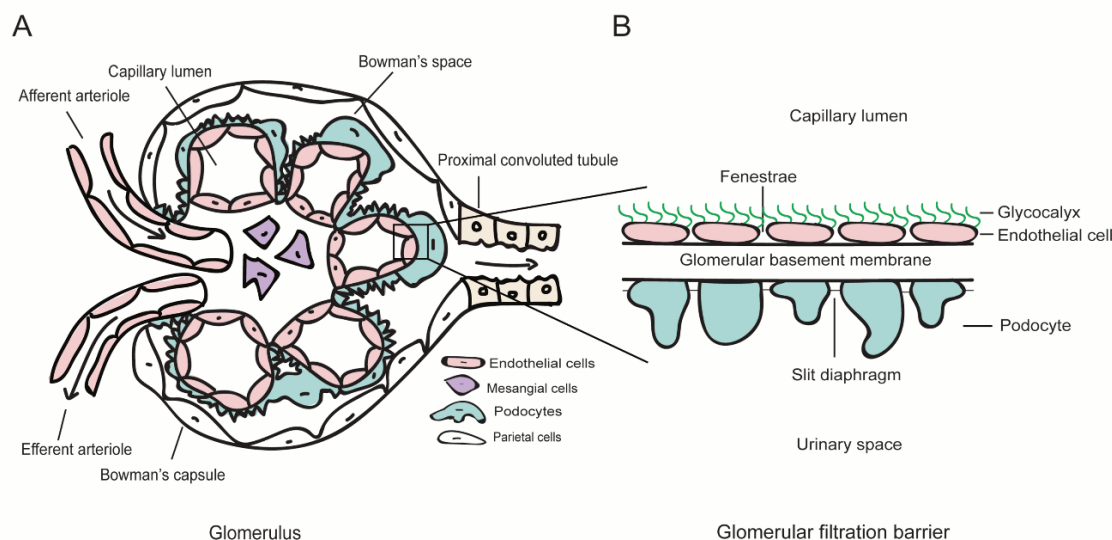 A
Capillary lumen
Bowman's space
Afferent arteriole
Proximal convoluted tubule
Endothelial cells
Mesangial cells
Podocytes
Parietal cells
Efferent arteriole
Bowman's capsule
Glomerulus
B
Capillary lumen
Fenestrae
Glycocalyx
Endothelial cell
Glomerular basement membrane
Podocyte
Slit diaphragm
Urinary space
Glomerular filtration barrier